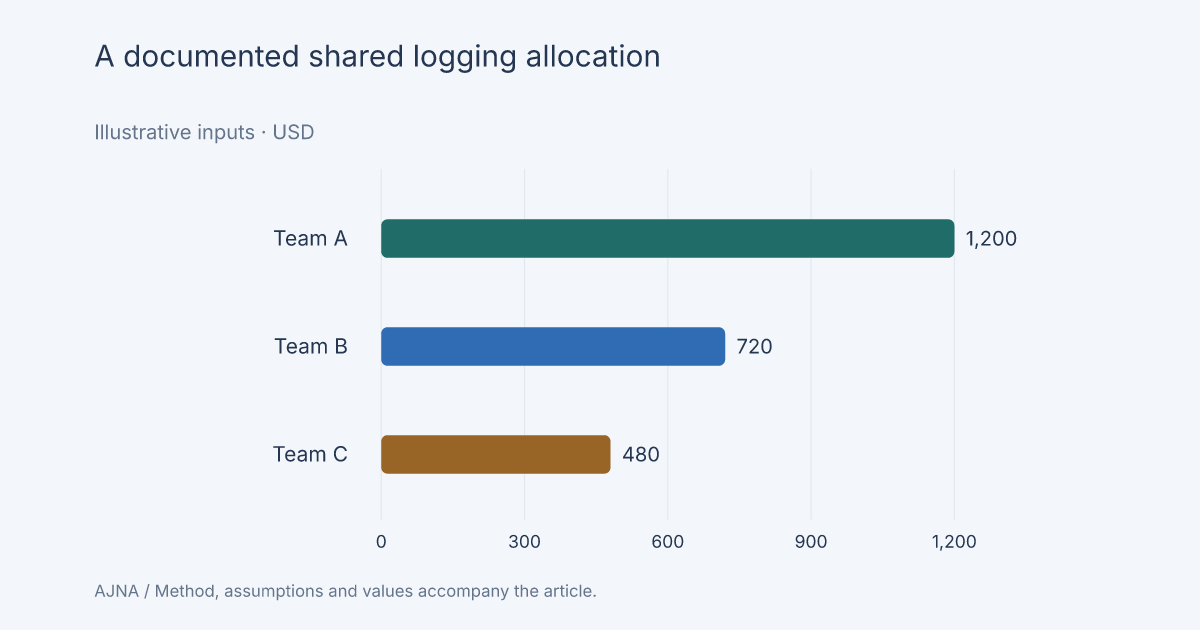 A documented shared logging allocation
Illustrative inputs · USD
Team A 1,200
Team B 720
Team C 480
0 300 600 900 1,200
AJNA / Method, assumptions and values accompany the article.